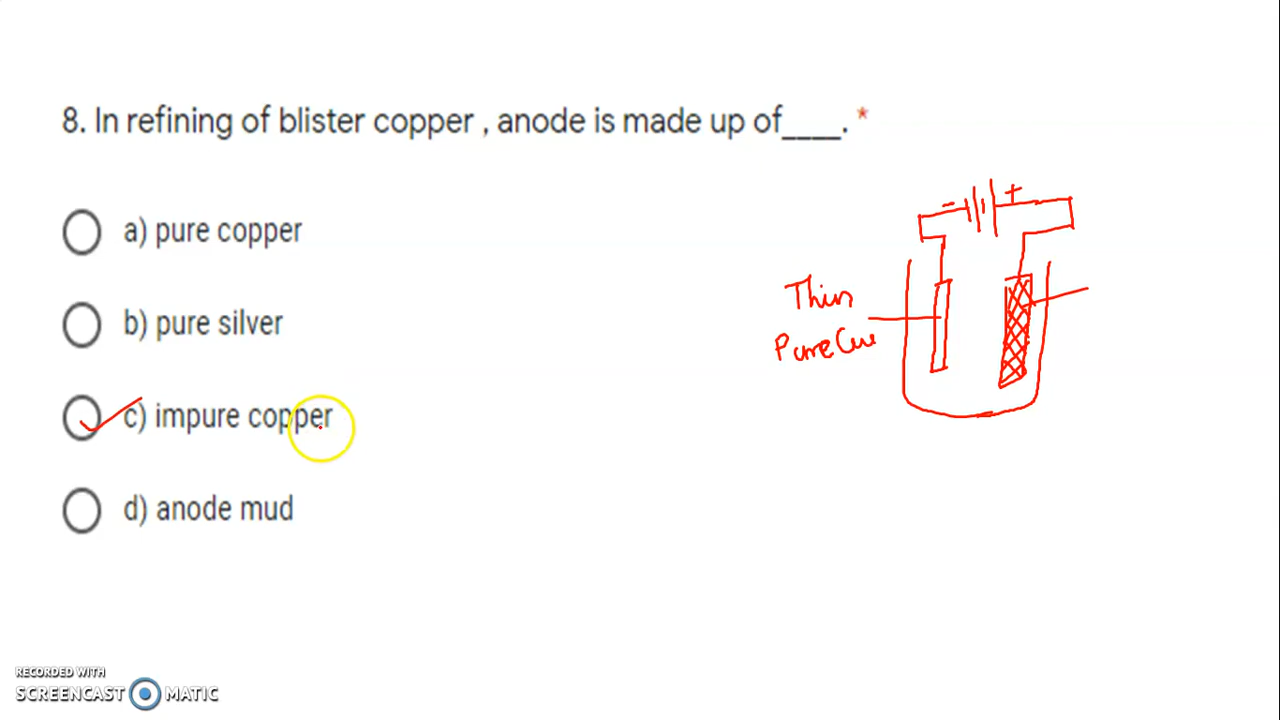 8. In refining of blister copper , anode is made up of____. *
a) pure copper
b) pure silver
c) impure copper
d) anode mud
- +
Thin
Pure Cu
RECORDED WITH
SCREENCAST MATIC